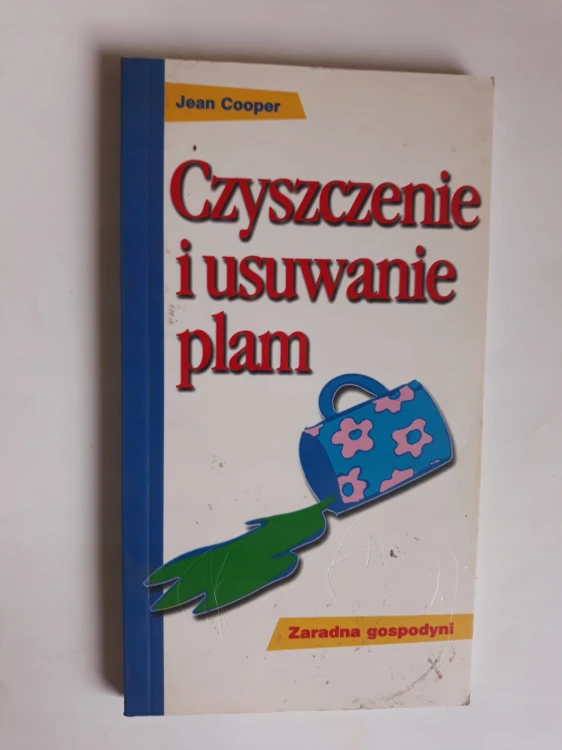 Jean Cooper
Czyszczenie
i usuwanie
plam
Zaradna gospodyni